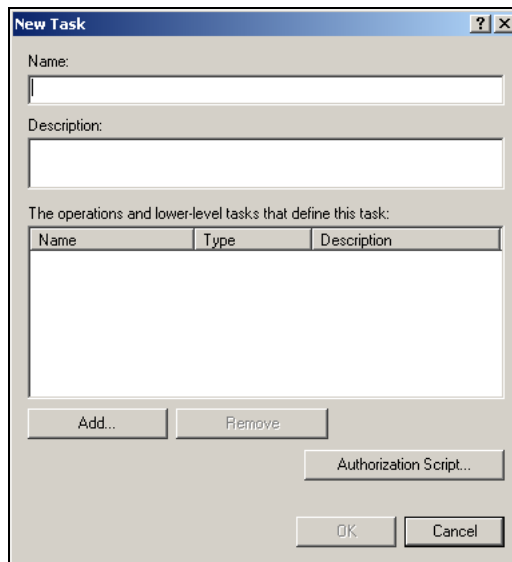 New Task
Name:
Description:
The operations and lower-level tasks that define this task:
Name Type Description
Add... Remove
Authorization Script...
OK Cancel